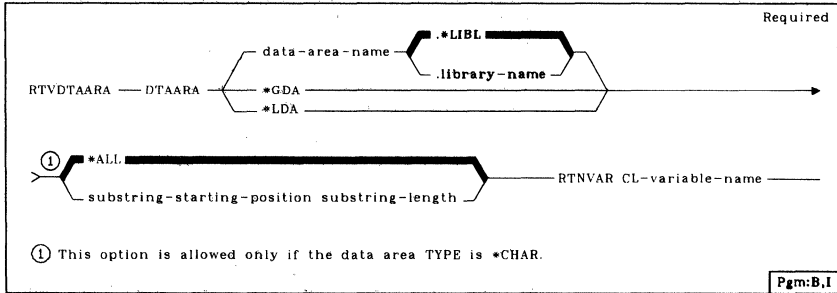 Required
.*LIBL
data-area-name
.library-name
RTVDTAARA DTAARA *GDA
*LDA
① *ALL
substring-starting-position substring-length RTNVAR CL-variable-name
① This option is allowed only if the data area TYPE is *CHAR.
Pgm:B,I